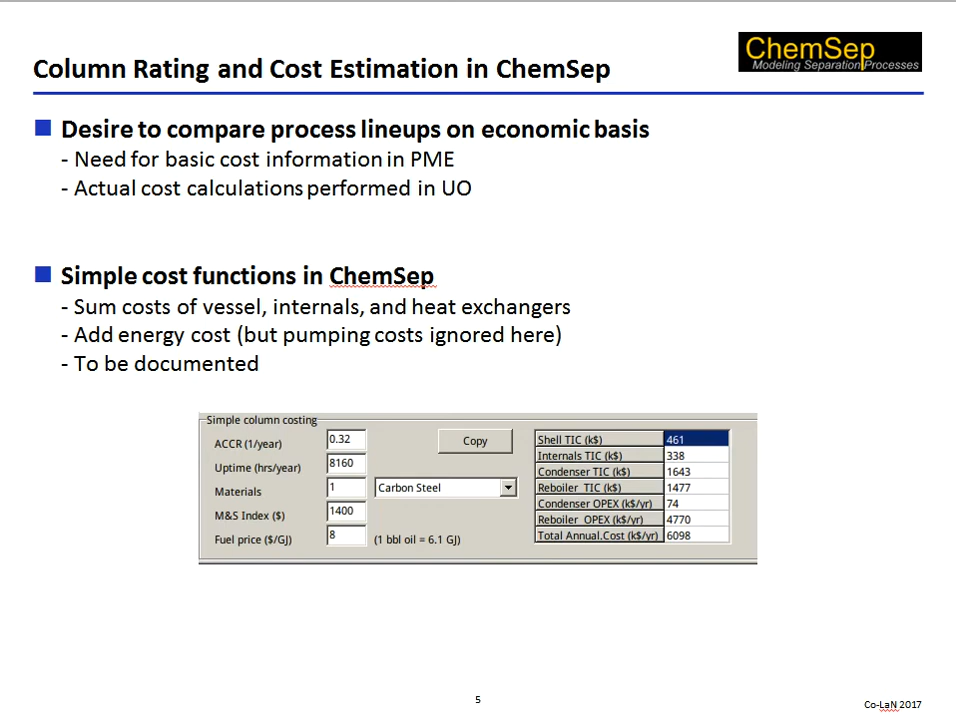 ChemSep
Modeling Separation Processes
Column Rating and Cost Estimation in ChemSep
Desire to compare process lineups on economic basis
- Need for basic cost information in PME
- Actual cost calculations performed in UO
Simple cost functions in ChemSep
- Sum costs of vessel, internals, and heat exchangers
- Add energy cost (but pumping costs ignored here)
- To be documented
Simple column costing
ACCR (1/year) 0.32
Uptime (hrs/year) 8160
Materials 1 Carbon Steel
M&S Index ($) 1400
Fuel price ($/GJ) 8 (1 bbl oil = 6.1 GJ)
Copy
Shell TIC (k$) 461
Internals TIC (k$) 338
Condenser TIC (k$) 1643
Reboiler TIC (k$) 1477
Condenser OPEX (k$/yr) 74
Reboiler OPEX (k$/yr) 4770
Total Annual.Cost (k$/yr) 6098
5
Co-LaN 2017